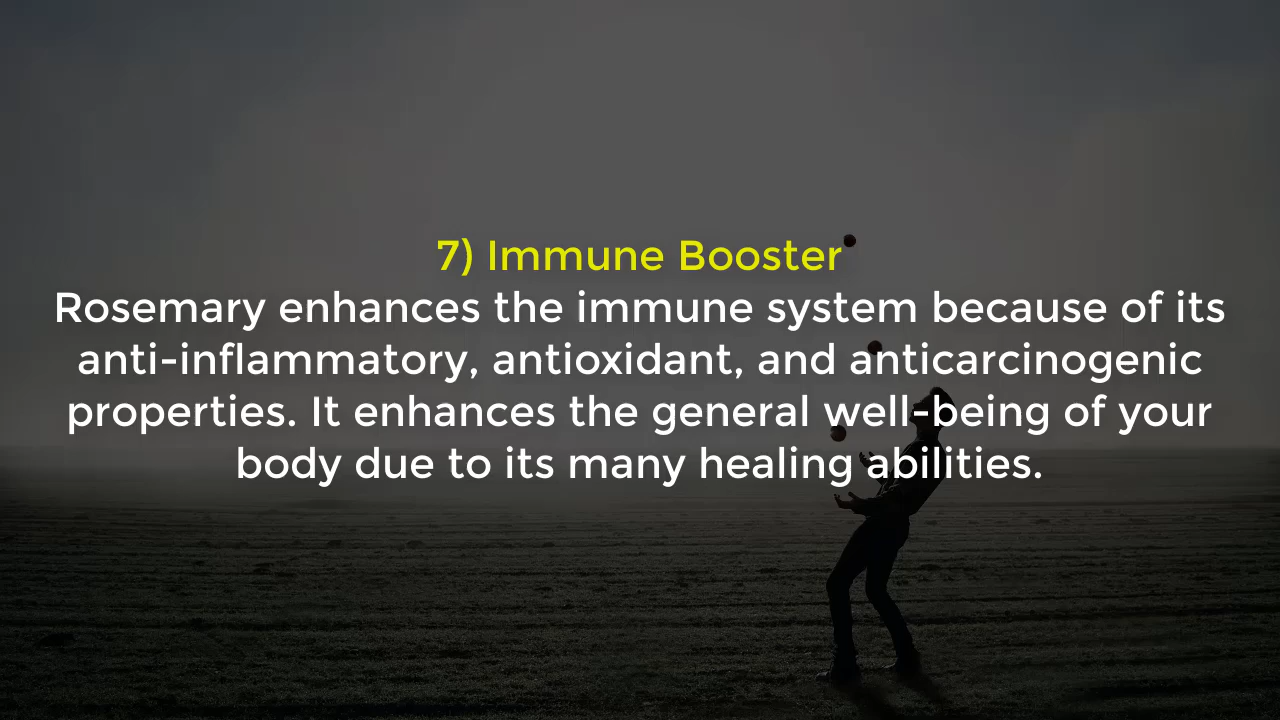 7) Immune Booster
Rosemary enhances the immune system because of its
anti-inflammatory, antioxidant, and anticarcinogenic
properties. It enhances the general well-being of your
body due to its many healing abilities.